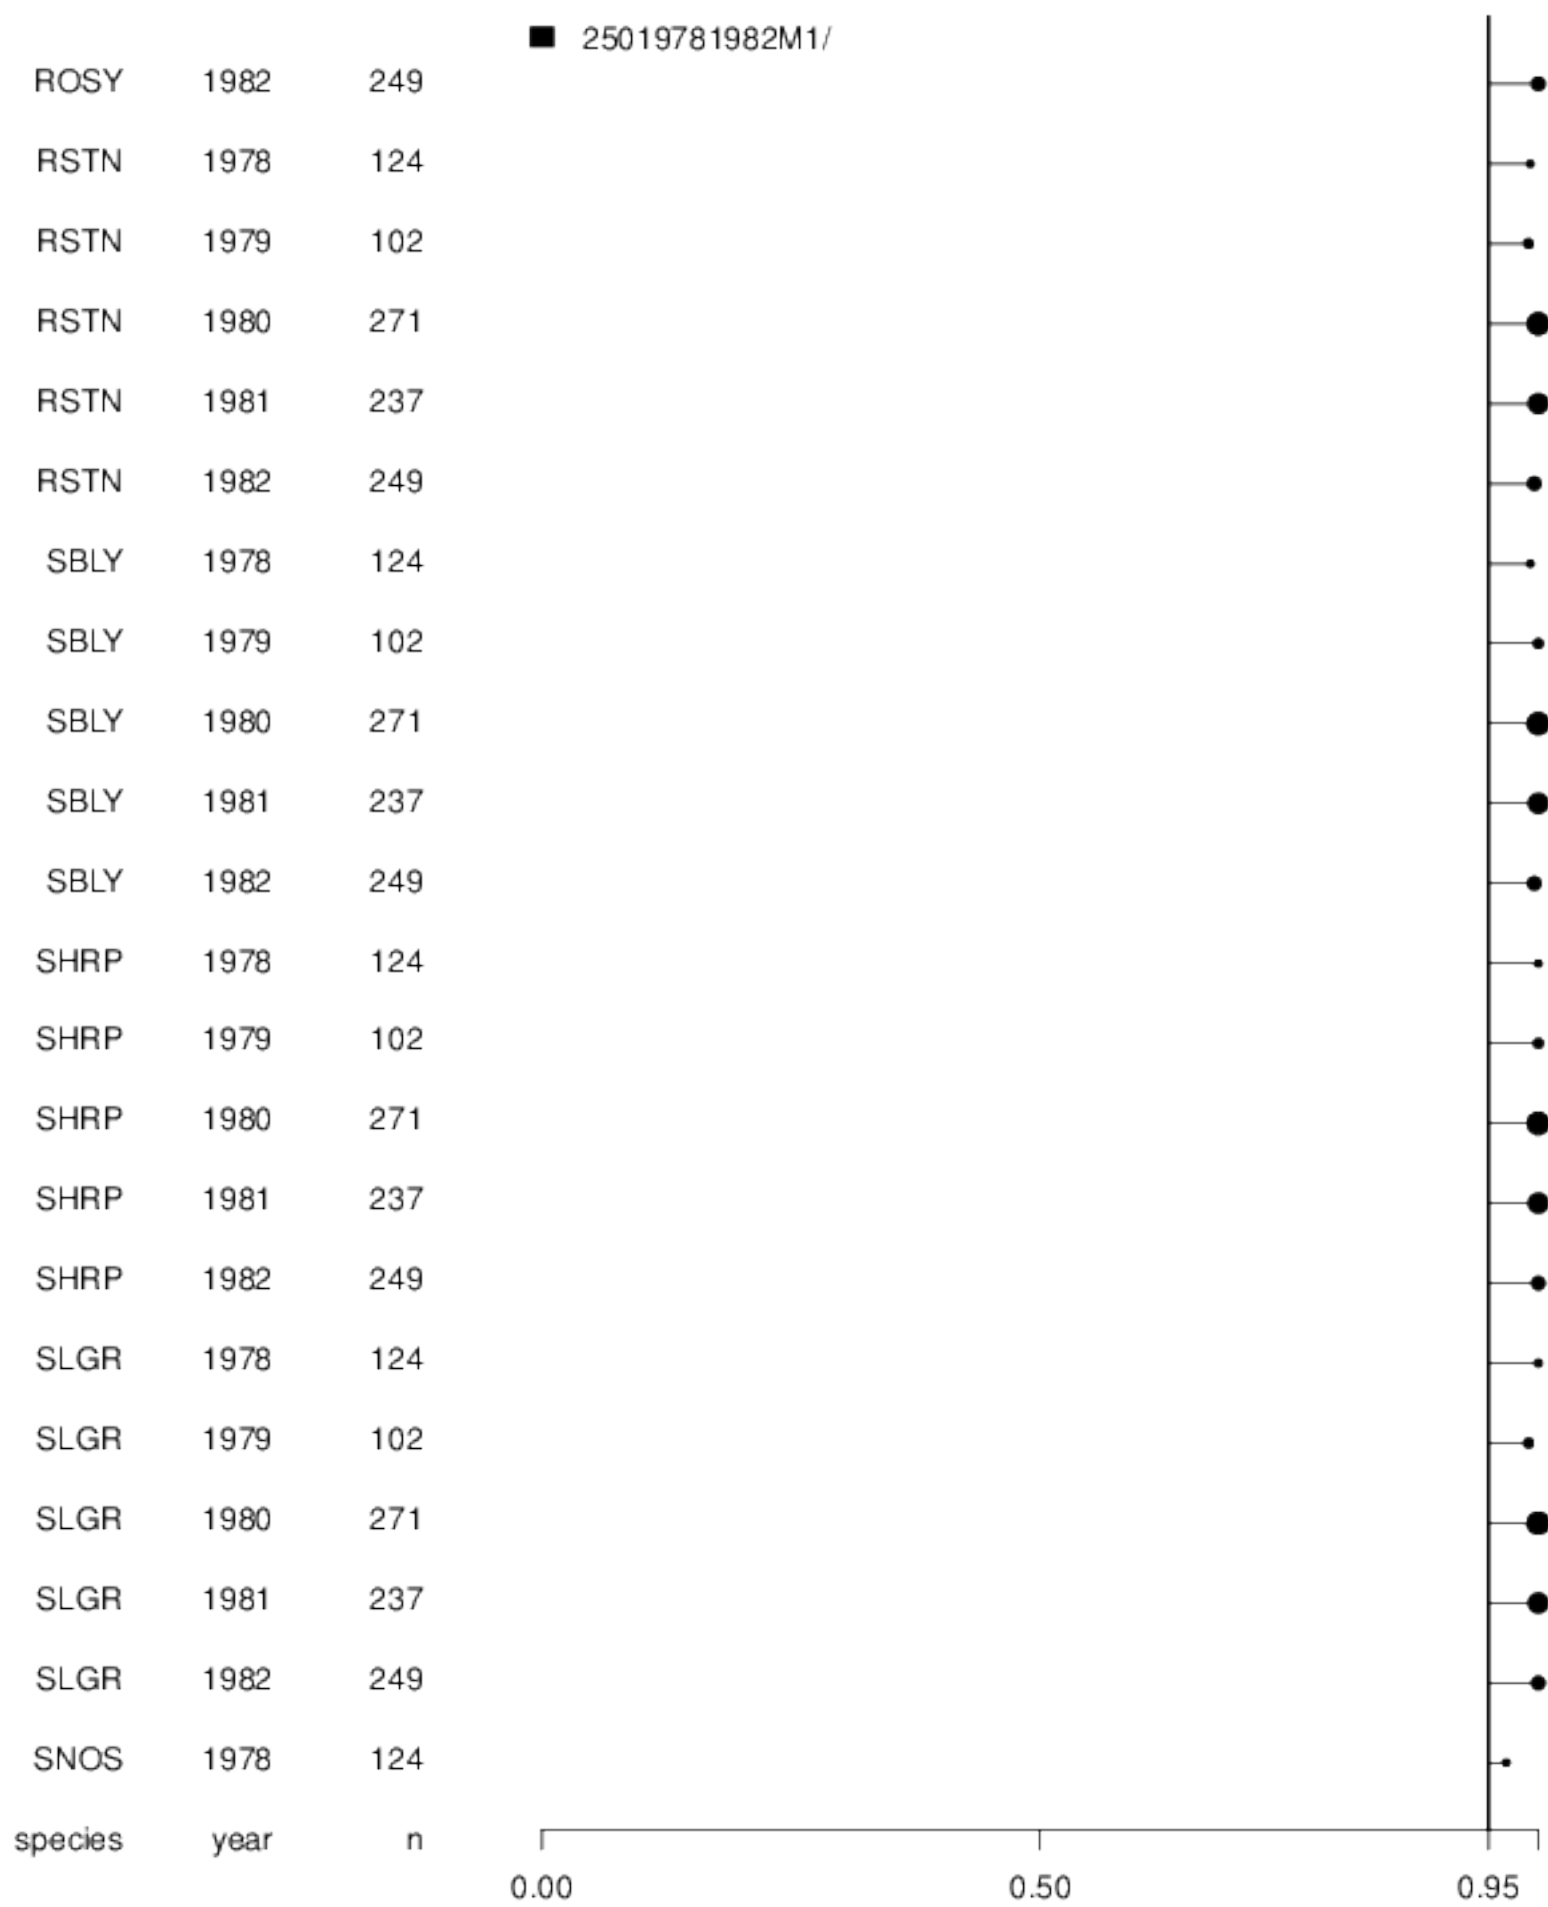 25019781982M1/
ROSY 1982 249
RSTN 1978 124
RSTN 1979 102
RSTN 1980 271
RSTN 1981 237
RSTN 1982 249
SBLY 1978 124
SBLY 1979 102
SBLY 1980 271
SBLY 1981 237
SBLY 1982 249
SHRP 1978 124
SHRP 1979 102
SHRP 1980 271
SHRP 1981 237
SHRP 1982 249
SLGR 1978 124
SLGR 1979 102
SLGR 1980 271
SLGR 1981 237
SLGR 1982 249
SNOS 1978 124
species year n
0.00 0.50 0.95